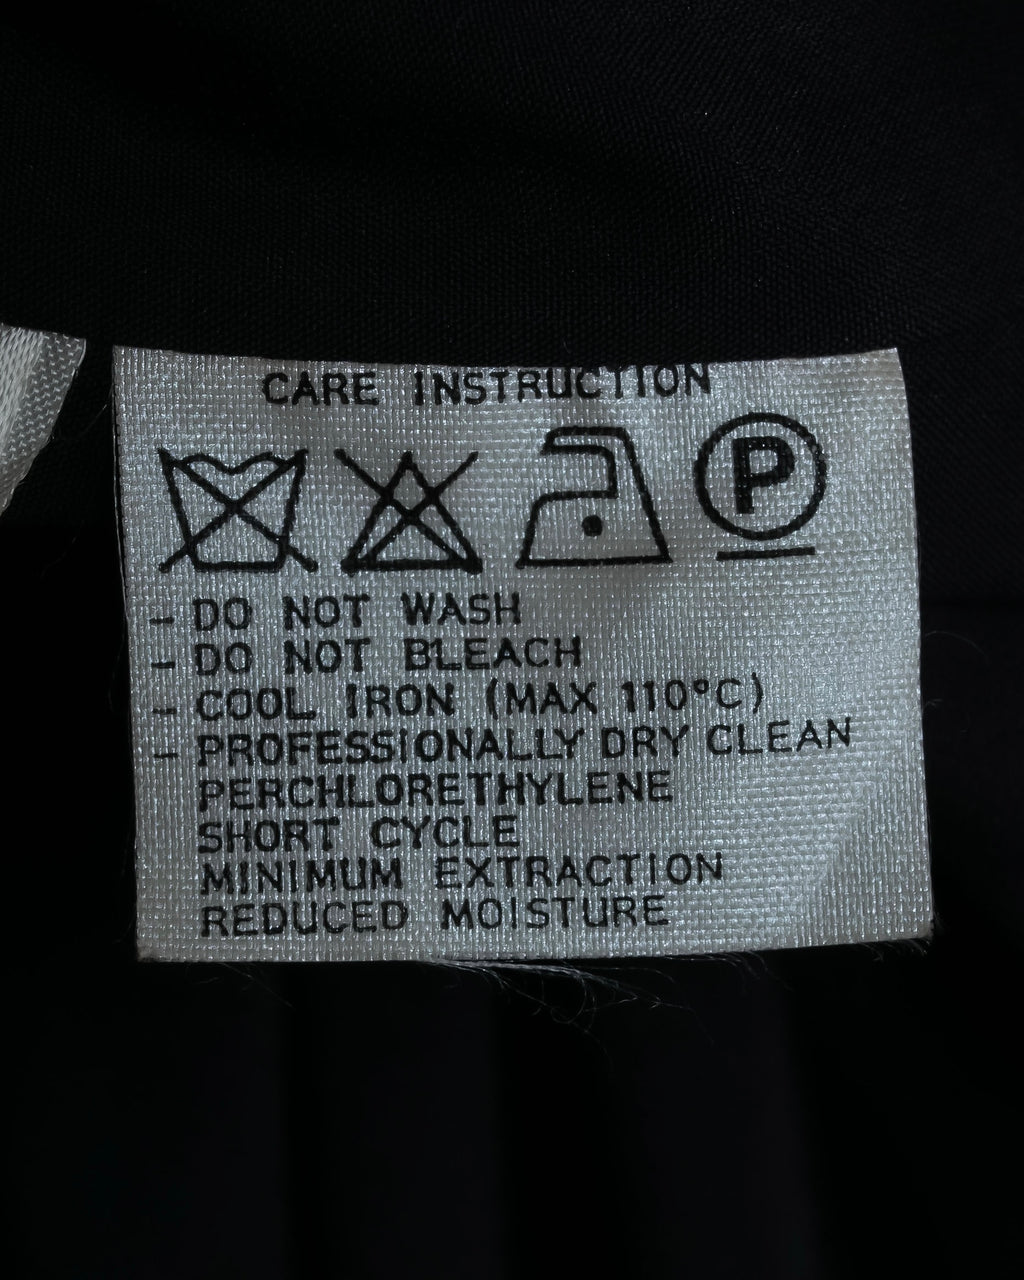 CARE INSTRUCTION
P
- DO NOT WASH
- DO NOT BLEACH
- COOL IRON (MAX 110°C)
- PROFESSIONALLY DRY CLEAN
PERCHLORETHYLENE
SHORT CYCLE
MINIMUM EXTRACTION
REDUCED MOISTURE